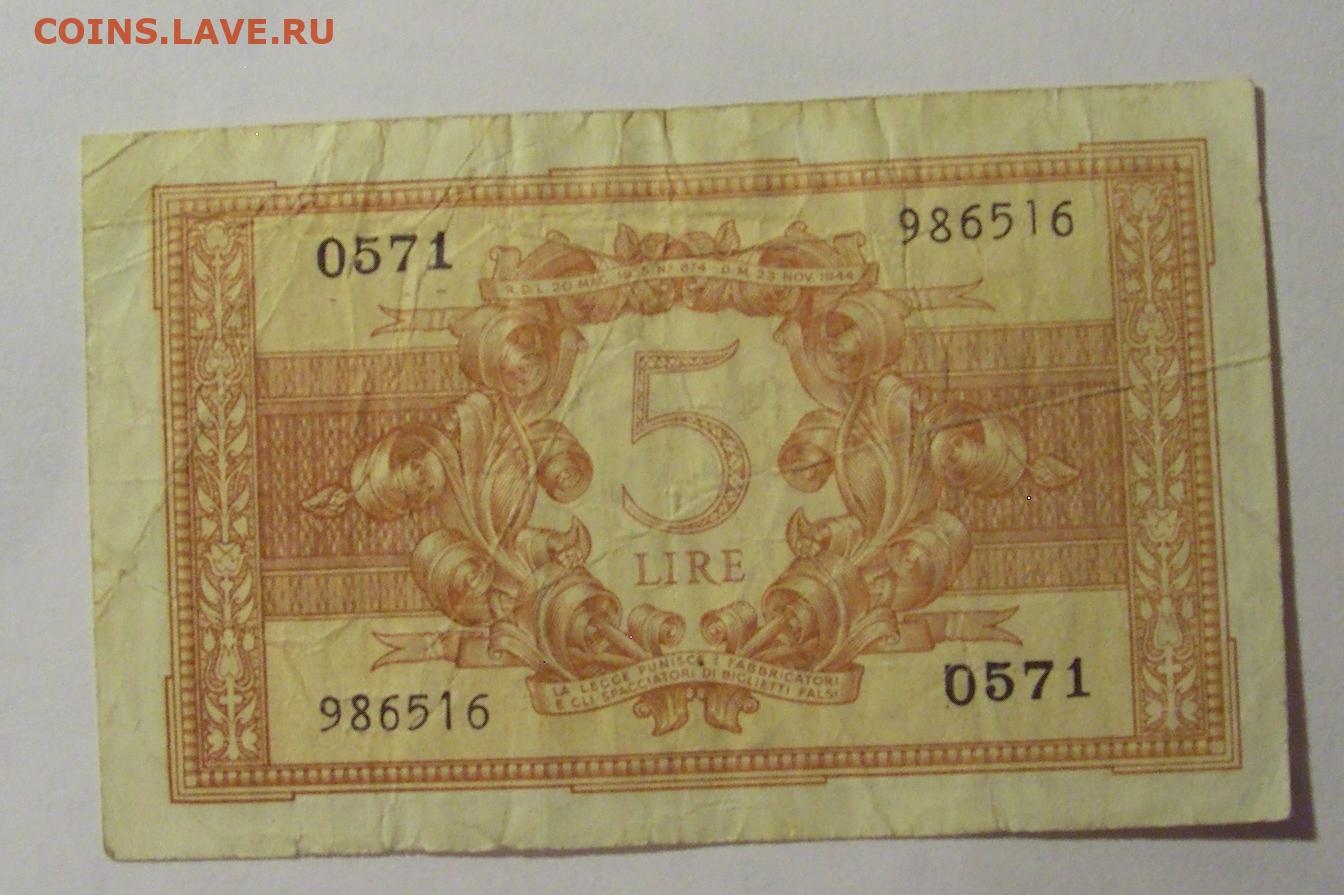 COINS.LAVE.RU
0571
986516
R.D.L. 20 MAG. 1935 N. 874 D.M. 23 NOV. 1944
5
LIRE
LA LEGGE PUNISCE I FABBRICATORI
E GLI SPACCIATORI DI BIGLIETTI FALSI
986516
0571